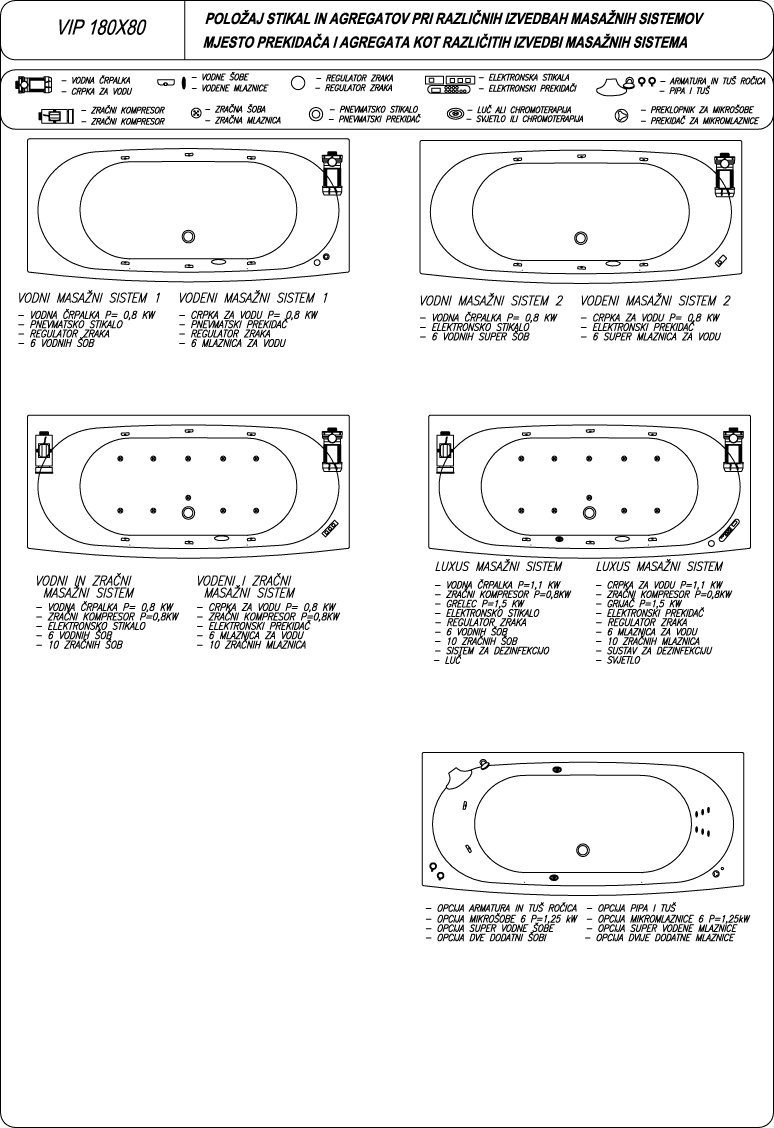 VIP 180X80
POLOŽAJ STIKAL IN AGREGATOV PRI RAZLIČNIH IZVEDBAH MASAŽNIH SISTEMOV
MJESTO PREKIDAČA I AGREGATA KOT RAZLIČITIH IZVEDBI MASAŽNIH SISTEMA
– VODNA ČRPALKA
– CRPKA ZA VODU
– VODNE ŠOBE
– VODENE MLAZNICE
– REGULATOR ZRAKA
– REGULATOR ZRAKA
– ELEKTRONSKA STIKALA
– ELEKTRONSKI PREKIDAČI
– ARMATURA IN TUŠ ROČICA
– PIPA I TUŠ
– ZRAČNI KOMPRESOR
– ZRAČNI KOMPRESOR
– ZRAČNA ŠOBA
– ZRAČNA MLAZNICA
– PNEVMATSKO STIKALO
– PNEVMATSKI PREKIDAČ
– LUČ ALI CHROMOTERAPIJA
– SVJETLO ILI CHROMOTERAPIJA
– PREKLOPNIK ZA MIKROŠOBE
– PREKIDAČ ZA MIKROMLAZNICE
VODNI MASAŽNI SISTEM 1
– VODNA ČRPALKA P= 0,8 KW
– PNEVMATSKO STIKALO
– REGULATOR ZRAKA
– 6 VODNIH ŠOB
VODENI MASAŽNI SISTEM 1
– CRPKA ZA VODU P= 0,8 KW
– PNEVMATSKI PREKIDAČ
– REGULATOR ZRAKA
– 6 MLAZNICA ZA VODU
VODNI MASAŽNI SISTEM 2
– VODNA ČRPALKA P= 0,8 KW
– ELEKTRONSKO STIKALO
– 6 VODNIH SUPER ŠOB
VODENI MASAŽNI SISTEM 2
– CRPKA ZA VODU P= 0,8 KW
– ELEKTRONSKI PREKIDAČ
– 6 SUPER MLAZNICA ZA VODU
VODNI IN ZRAČNI
MASAŽNI SISTEM
– VODNA ČRPALKA P= 0,8 KW
– ZRAČNI KOMPRESOR P=0,8KW
– ELEKTRONSKO STIKALO
– 6 VODNIH ŠOB
– 10 ZRAČNIH ŠOB
VODENI I ZRAČNI
MASAŽNI SISTEM
– CRPKA ZA VODU P= 0,8 KW
– ZRAČNI KOMPRESOR P=0,8KW
– ELEKTRONSKI PREKIDAČ
– 6 MLAZNICA ZA VODU
– 10 ZRAČNIH MLAZNICA
LUXUS MASAŽNI SISTEM
– VODNA ČRPALKA P=1,1 KW
– ZRAČNI KOMPRESOR P=0,8KW
– GRELEC P=1,5 KW
– ELEKTRONSKO STIKALO
– REGULATOR ZRAKA
– 6 VODNIH ŠOB
– 10 ZRAČNIH ŠOB
– SISTEM ZA DEZINFEKCIJO
– LUČ
LUXUS MASAŽNI SISTEM
– CRPKA ZA VODU P=1,1 KW
– ZRAČNI KOMPRESOR P=0,8KW
– GRIJAČ P=1,5 KW
– ELEKTRONSKI PREKIDAČ
– REGULATOR ZRAKA
– 6 MLAZNICA ZA VODU
– 10 ZRAČNIH MLAZNICA
– SUSTAV ZA DEZINFEKCIJU
– SVJETLO
– OPCIJA ARMATURA IN TUŠ ROČICA
– OPCIJA MIKROŠOBE 6 P=1,25 kW
– OPCIJA SUPER VODNE ŠOBE
– OPCIJA DVE DODATNI ŠOBI
– OPCIJA PIPA I TUŠ
– OPCIJA MIKROMLAZNICE 6 P=1,25kW
– OPCIJA SUPER VODENE MLAZNICE
– OPCIJA DVIJE DODATNE MLAZNICE